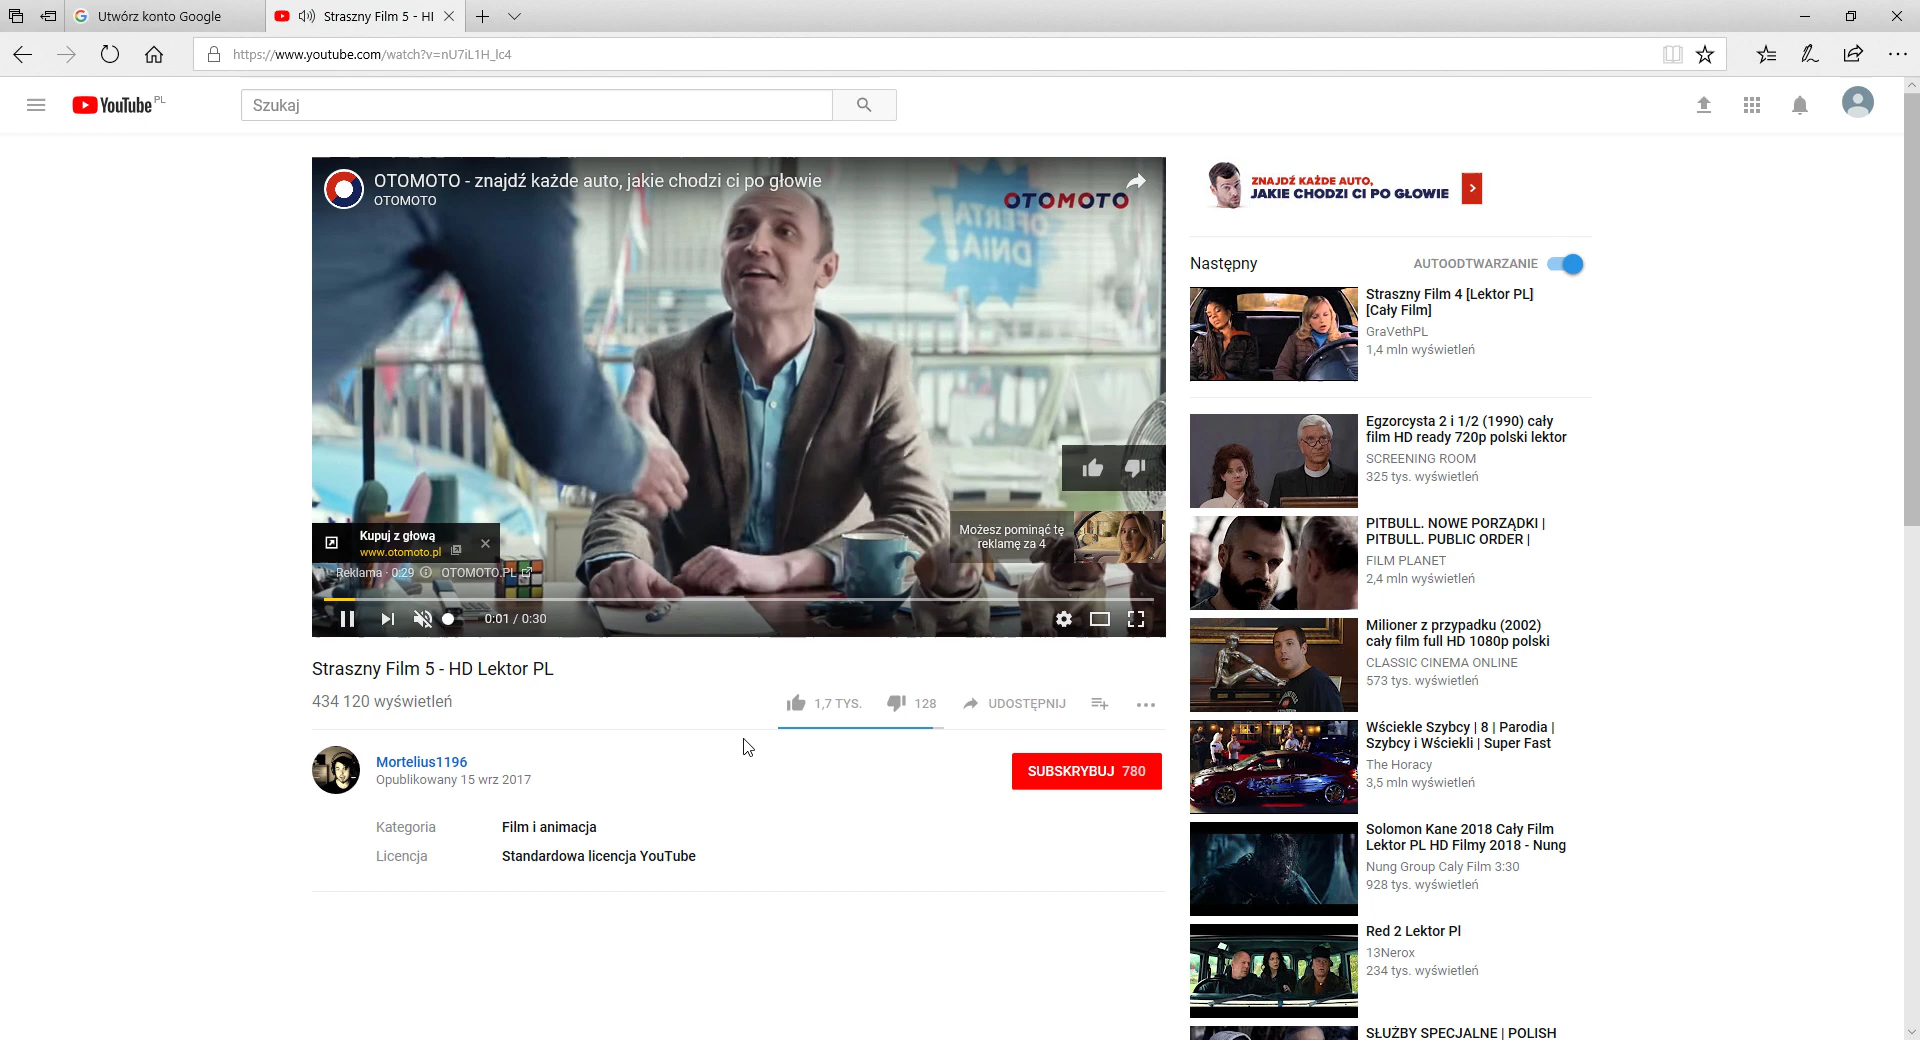 Utwórz konto Google
Straszny Film 5 - HI
https://www.youtube.com/watch?v=nU7iL1H_lc4
YouTube PL
Szukaj
OTOMOTO - znajdź każde auto, jakie chodzi ci po głowie
OTOMOTO
OTOMOTO
OFERTA
DNIA!
Kupuj z głową
www.otomoto.pl
Możesz pominąć tę
reklamę za 4
Reklama · 0:29 OTOMOTO.PL
0:01 / 0:30
Straszny Film 5 - HD Lektor PL
434 120 wyświetleń
1,7 TYS. 128 UDOSTĘPNIJ
Mortelius1196
Opublikowany 15 wrz 2017
SUBSKRYBUJ 780
Kategoria Film i animacja
Licencja Standardowa licencja YouTube
ZNAJDŹ KAŻDE AUTO,
JAKIE CHODZI CI PO GŁOWIE
Następny AUTOODTWARZANIE
Straszny Film 4 [Lektor PL]
[Cały Film]
GraVethPL
1,4 mln wyświetleń
Egzorcysta 2 i 1/2 (1990) cały
film HD ready 720p polski lektor
SCREENING ROOM
325 tys. wyświetleń
PITBULL. NOWE PORZĄDKI |
PITBULL. PUBLIC ORDER |
FILM PLANET
2,4 mln wyświetleń
Milioner z przypadku (2002)
cały film full HD 1080p polski
CLASSIC CINEMA ONLINE
573 tys. wyświetleń
Wściekle Szybcy | 8 | Parodia |
Szybcy i Wściekli | Super Fast
The Horacy
3,5 mln wyświetleń
Solomon Kane 2018 Cały Film
Lektor PL HD Filmy 2018 - Nung
Nung Group Caly Film 3:30
928 tys. wyświetleń
Red 2 Lektor Pl
13Nerox
234 tys. wyświetleń
SŁUŻBY SPECJALNE | POLISH